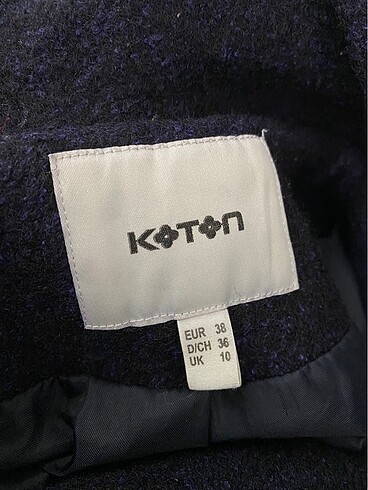 KOTON
EUR 38
D/CH 36
UK 10